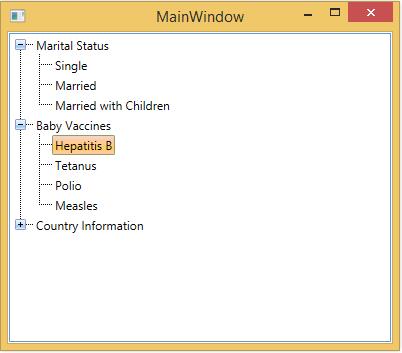 MainWindow
Marital Status
Single
Married
Married with Children
Baby Vaccines
Hepatitis B
Tetanus
Polio
Measles
Country Information